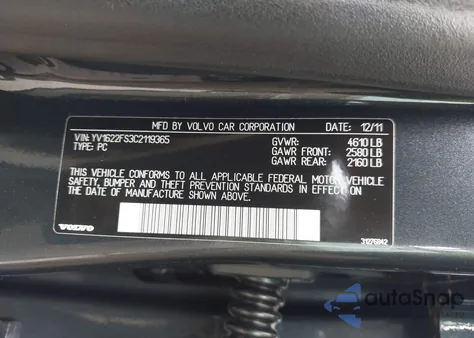 MFD BY VOLVO CAR CORPORATION 12/11
VIN: YV1622FS3C2119365 GVWR: 4610 LB
TYPE: PC GAWR FRONT: 2580 LB
GAWR REAR: 2160 LB
THIS VEHICLE CONFORMS TO ALL APPLICABLE FEDERAL MOTOR VEHICLE
SAFETY, BUMPER AND THEFT PREVENTION STANDARDS IN EFFECT ON
THE DATE OF MANUFACTURE SHOWN ABOVE.
VOLVO 31276842
autoSnap